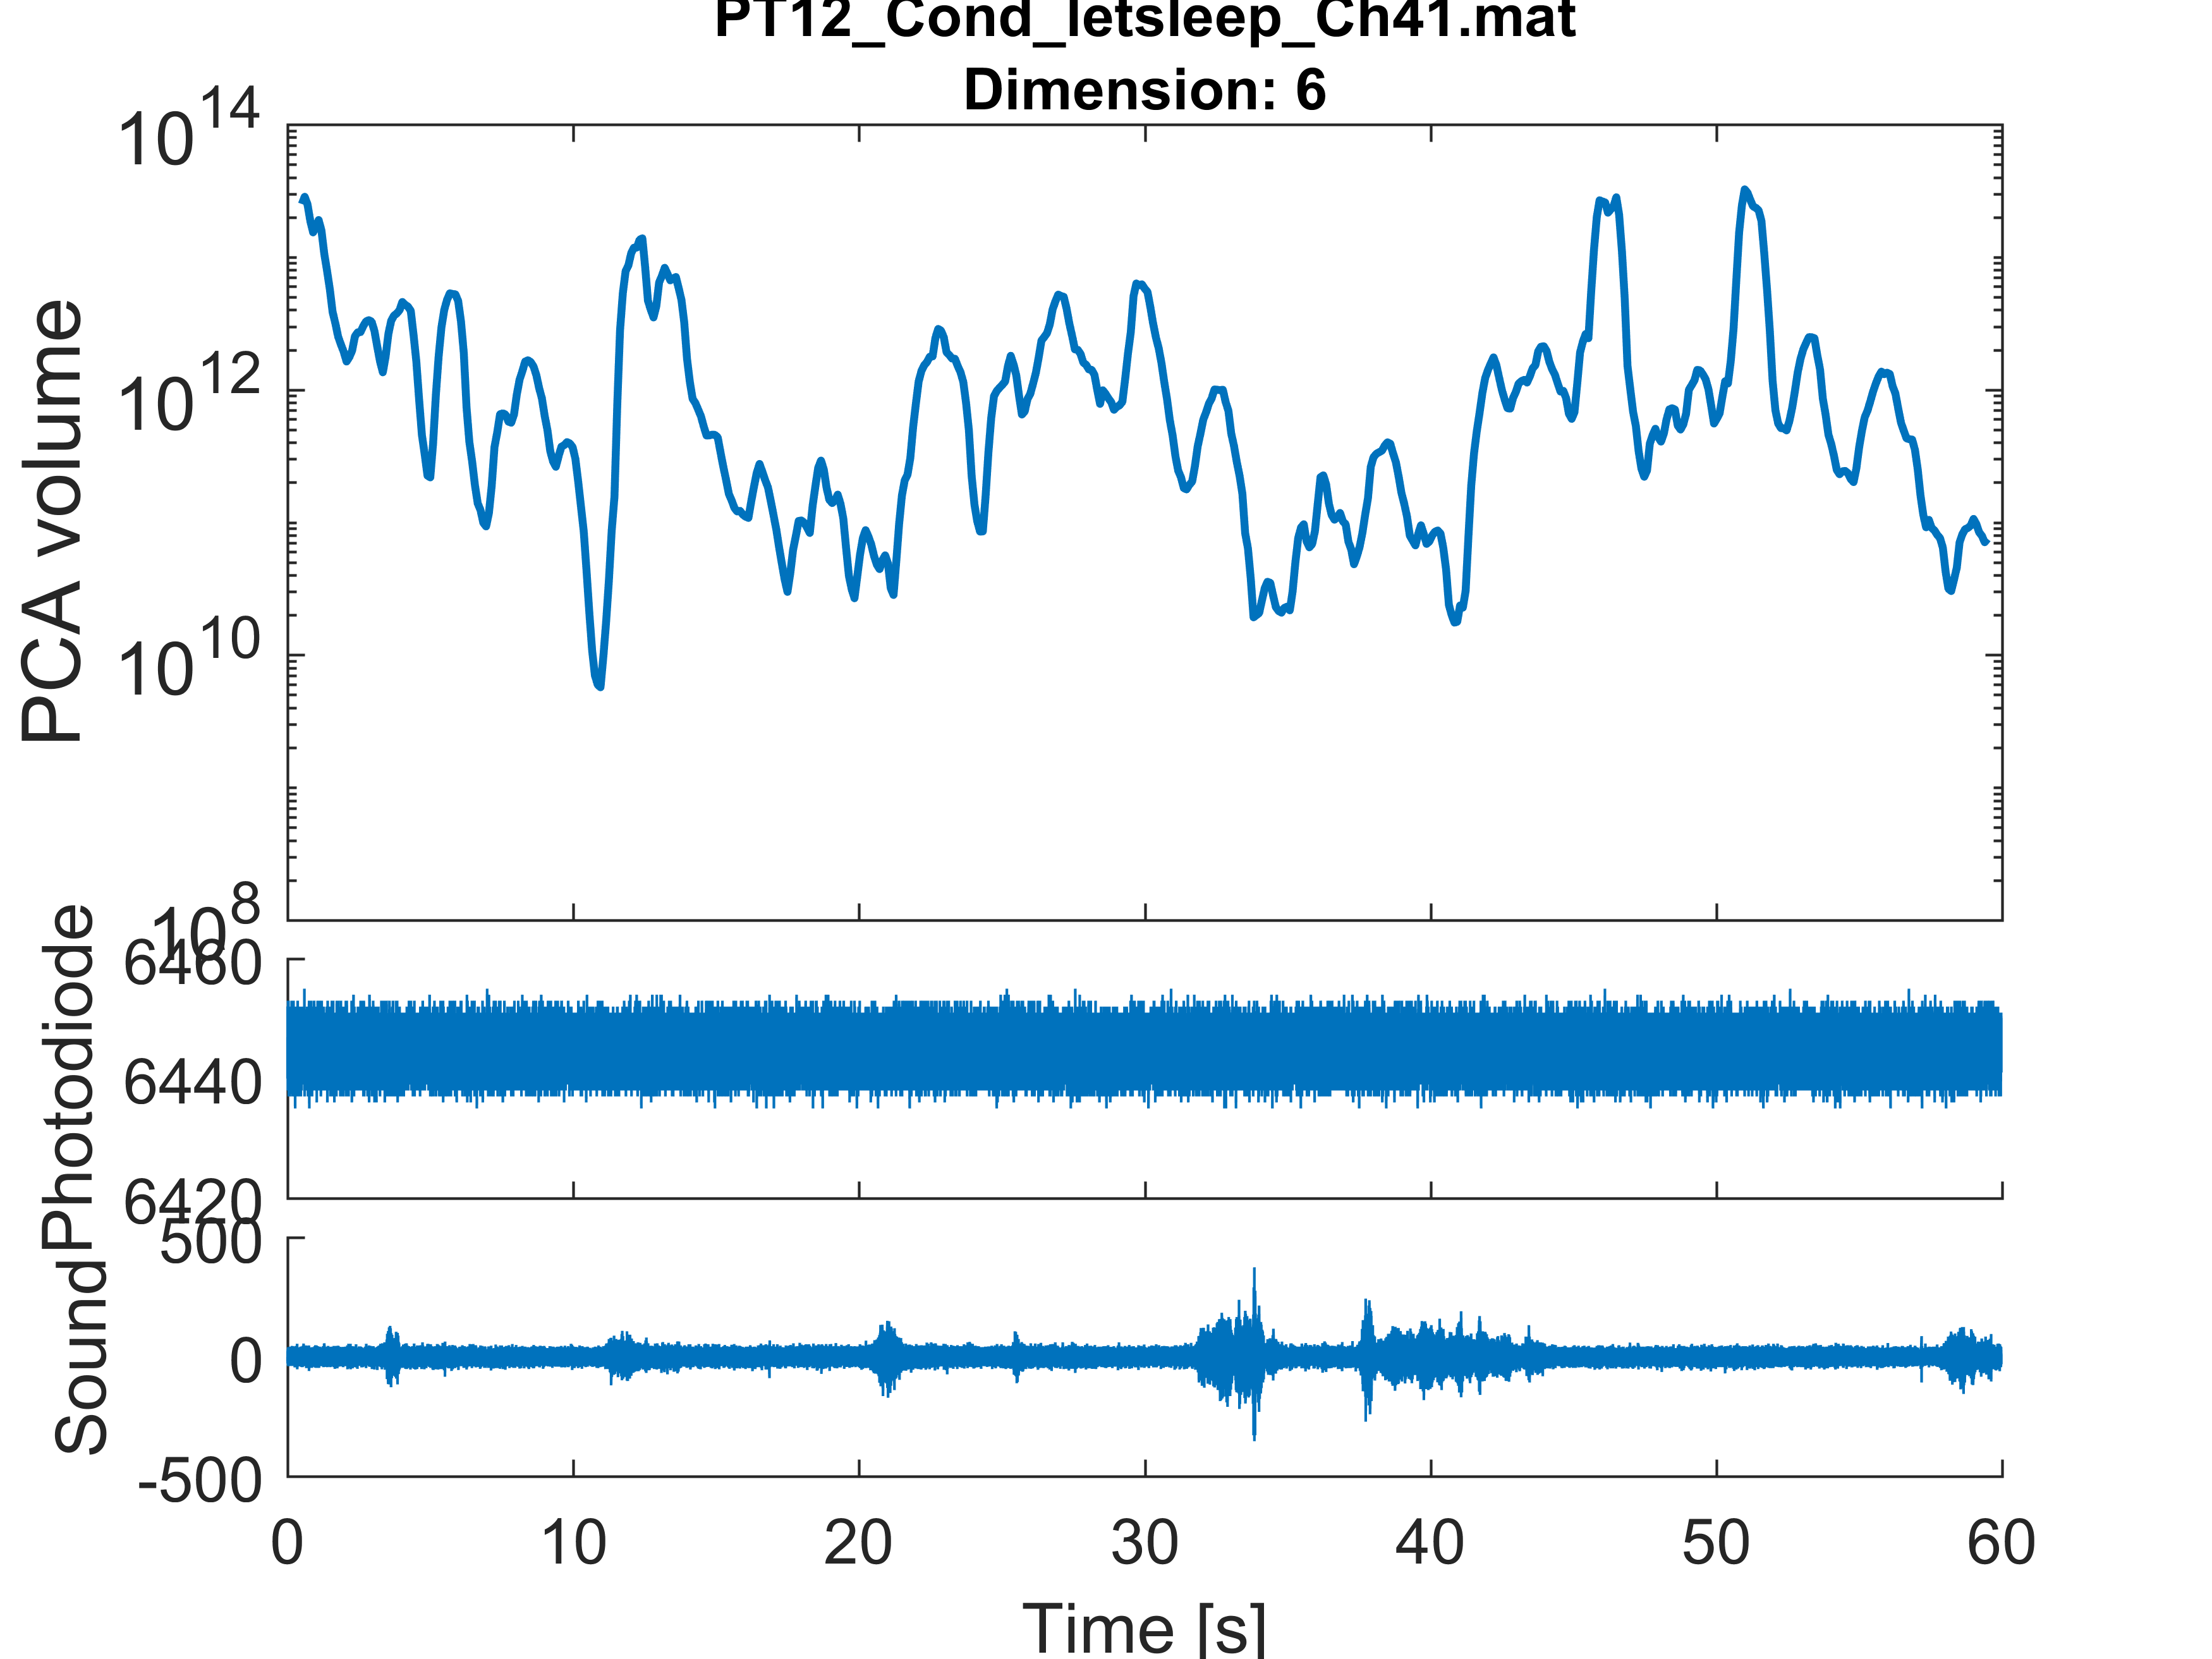 PT12_Cond_letsleep_Ch41.mat
Dimension: 6
PCA volume
10^14
10^12
10^10
10^8
Photodiode
6460
6440
6420
Sound
500
0
-500
0 10 20 30 40 50 60
Time [s]